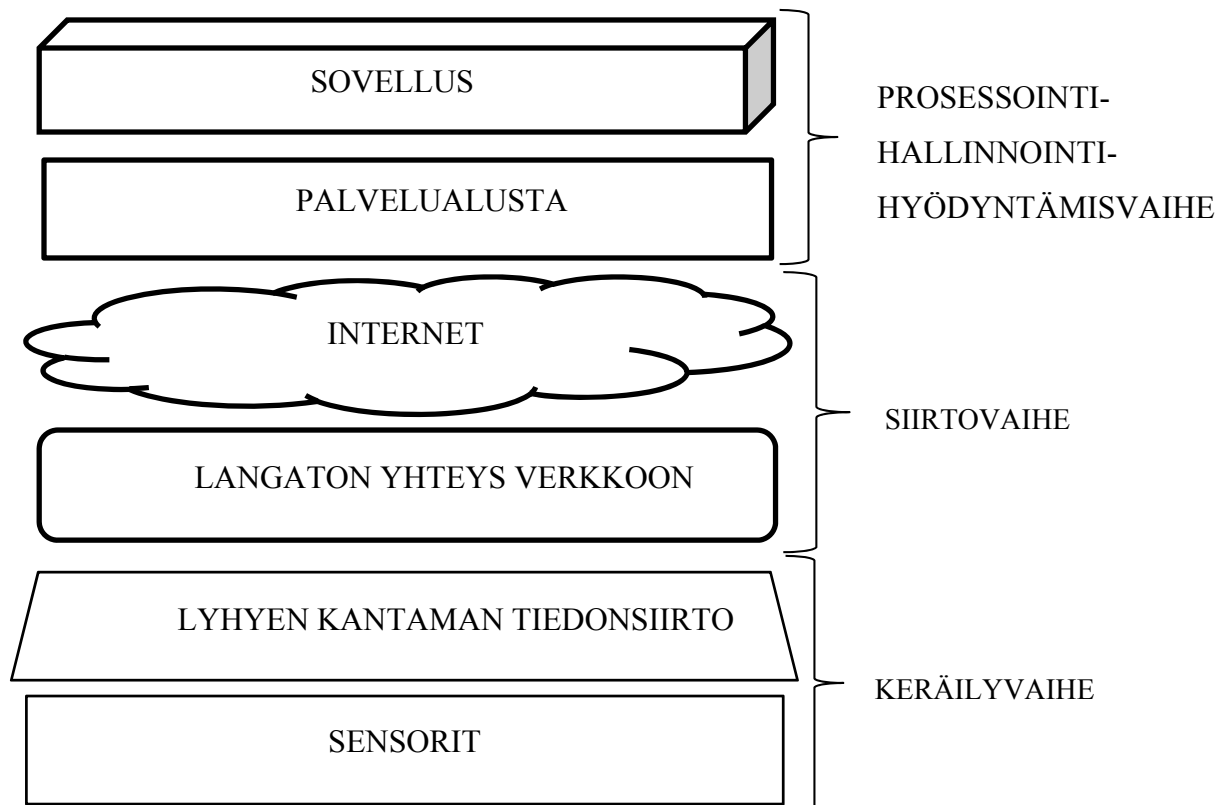 SOVELLUS
PALVELUALUSTA
PROSESSOINTI-
HALLINNOINTI-
HYÖDYNTÄMISVAIHE
INTERNET
LANGATON YHTEYS VERKKOON
SIIRTOVAIHE
LYHYEN KANTAMAN TIEDONSIIRTO
SENSORIT
KERÄILYVAIHE